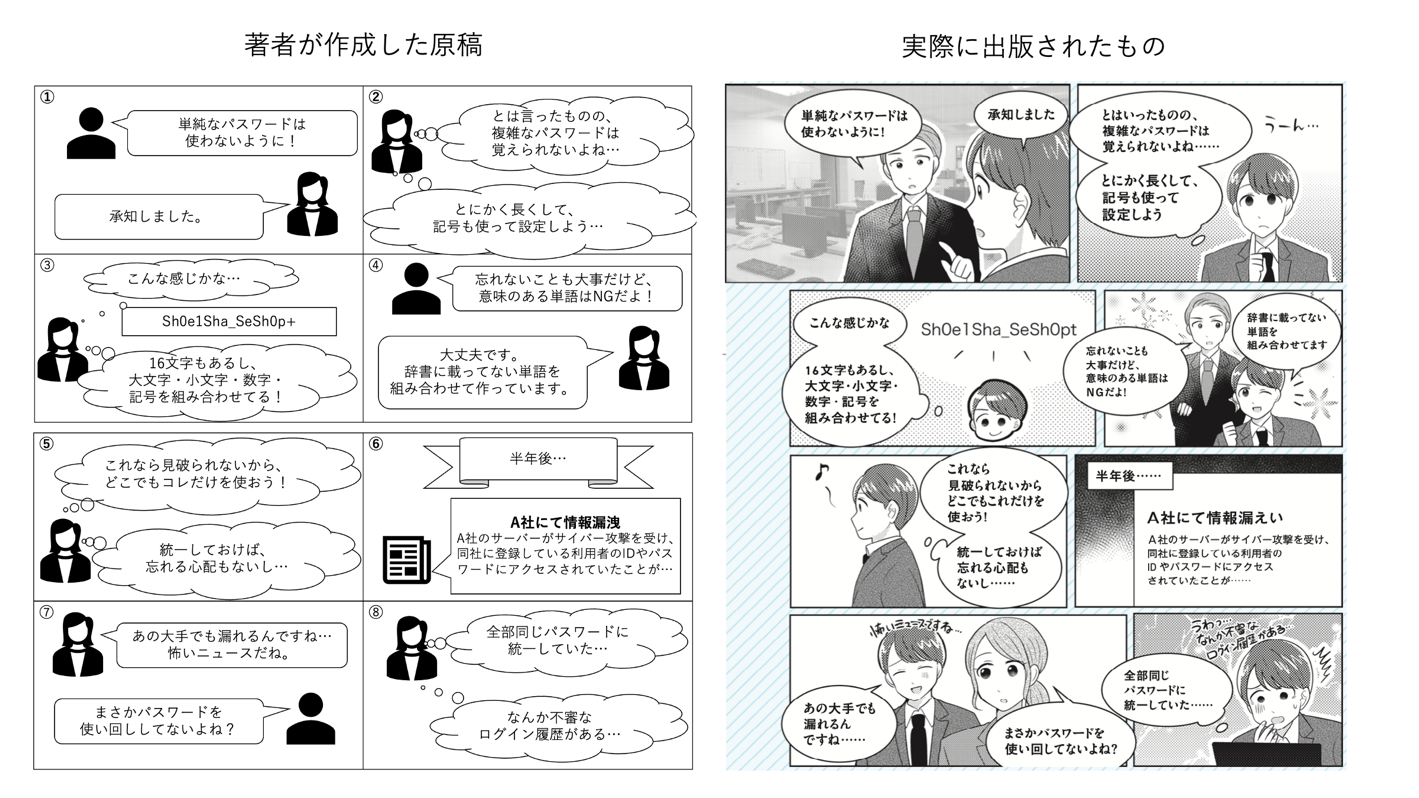 著者が作成した原稿
①
単純なパスワードは
使わないように！
承知しました。
②
とは言ったものの、
複雑なパスワードは
覚えられないよね…
とにかく長くして、
記号も使って設定しよう…
③
こんな感じかな…
Sh0e1Sha_SeSh0p+
16文字もあるし、
大文字・小文字・数字・
記号を組み合わせてる！
④
忘れないことも大事だけど、
意味のある単語はNGだよ！
大丈夫です。
辞書に載ってない単語を
組み合わせて作っています。
⑤
これなら見破られないから、
どこでもコレだけを使おう！
統一しておけば、
忘れる心配もないし…
⑥
半年後…
A社にて情報漏洩
A社のサーバーがサイバー攻撃を受け、
同社に登録している利用者のIDやパス
ワードにアクセスされていたことが…
⑦
あの大手でも漏れるんですね…
怖いニュースだね。
まさかパスワードを
使い回ししてないよね？
⑧
全部同じパスワードに
統一していた…
なんか不審な
ログイン履歴がある…
実際に出版されたもの
単純なパスワードは
使わないように!
承知しました
とはいったものの、
複雑なパスワードは
覚えられないよね……
とにかく長くして、
記号も使って
設定しよう
うーん…
こんな感じかな
Sh0e1Sha_SeSh0pt
16文字もあるし、
大文字・小文字・
数字・記号を
組み合わせてる!
忘れないことも
大事だけど、
意味のある単語は
NGだよ!
辞書に載ってない
単語を
組み合わせてます
これなら
見破られないから
どこでもこれだけを
使おう!
統一しておけば
忘れる心配も
ないし……
半年後……
A社にて情報漏えい
A社のサーバーがサイバー攻撃を受け、
同社に登録している利用者の
IDやパスワードにアクセス
されていたことが……
怖いニュースですね…
あの大手でも
漏れるん
ですね……
まさかパスワードを
使い回してないよね?
うわっ…
なんか不審な
ログイン履歴がある…
全部同じ
パスワードに
統一していた……